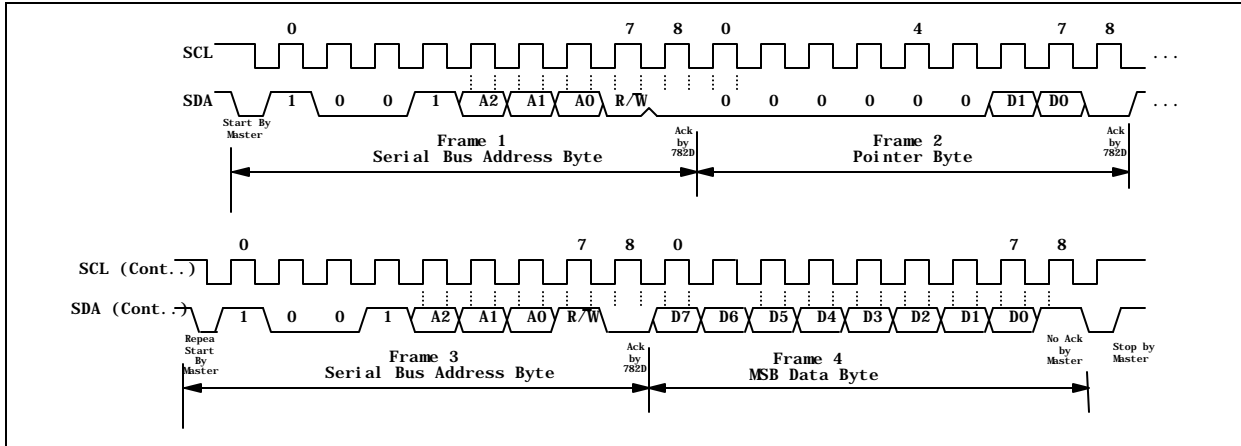 0 7 8 0 4 7 8
SCL ...
SDA 1 0 0 1 A2 A1 A0 R/W 0 0 0 0 0 0 D1 D0 ...
Start By
Master
Frame 1
Serial Bus Address Byte
Ack
by
782D
Frame 2
Pointer Byte
Ack
by
782D
0 7 8 0 7 8
SCL (Cont..)
SDA (Cont..) 1 0 0 1 A2 A1 A0 R/W D7 D6 D5 D4 D3 D2 D1 D0
Repea
Start
By
Master
Frame 3
Serial Bus Address Byte
Ack
by
782D
Frame 4
MSB Data Byte
No Ack
by
Master
Stop by
Master